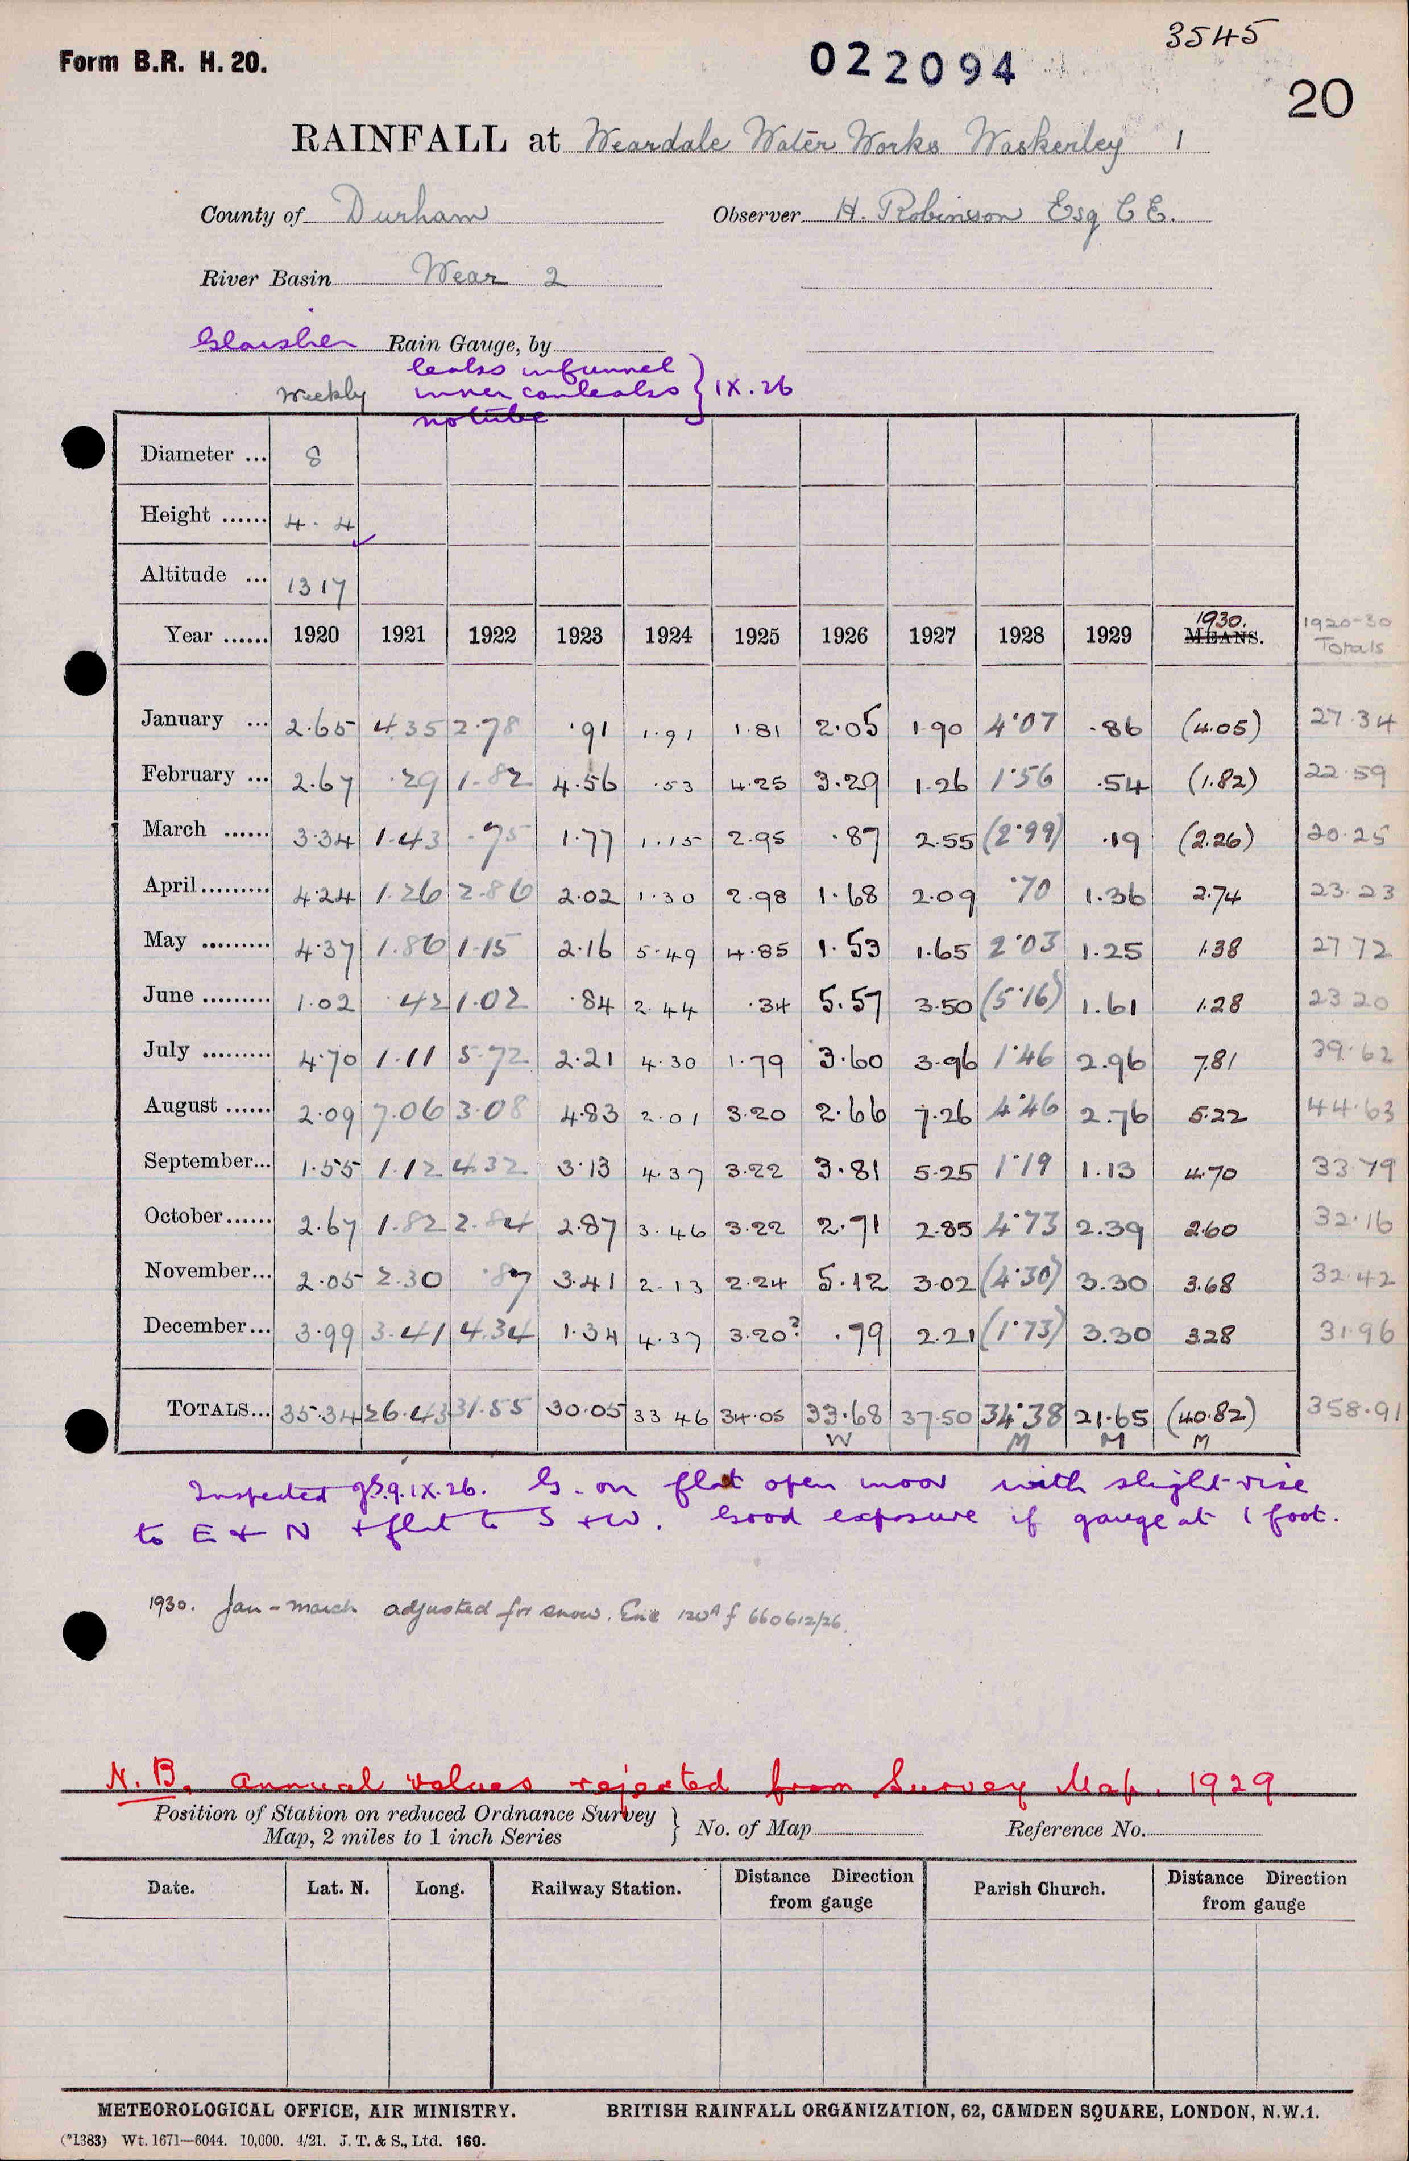 3545
Form B.R. H. 20.
022094
20
RAINFALL at Weardale Water Works Waskerley 1
County of Durham Observer H. Robinson Esq C.E.
River Basin Wear 2
Glaisher Rain Gauge, by
Weekly leaks in funnel
inner can leaks } IX.26
no tube
Diameter ... 8
Height ...... 4. 4
Altitude ... 1317
Year ...... 1920 1921 1922 1923 1924 1925 1926 1927 1928 1929 1930. MEANS. 1920-30 Totals
January ... 2.65 4.35 2.78 .91 1.91 1.81 2.05 1.90 4.07 .86 (4.05) 27.34
February ... 2.67 .29 1.82 4.56 .53 4.25 3.29 1.26 1.56 .54 (1.82) 22.59
March ...... 3.34 1.43 .75 1.77 1.15 2.95 .87 2.55 (2.99) .19 (2.26) 20.25
April......... 4.24 1.26 2.86 2.02 1.30 2.98 1.68 2.09 .70 1.36 2.74 23.23
May ......... 4.37 1.86 1.15 2.16 5.49 4.85 1.53 1.65 2.03 1.25 1.38 27 72
June ......... 1.02 .42 1.02 .84 2 44 .34 5.57 3.50 (5.16) 1.61 1.28 23 20
July ......... 4.70 1.11 5.72 2.21 4.30 1.79 3.60 3.96 1.46 2.96 7.81 39.62
August ...... 2.09 7.06 3.08 4.83 2.01 3.20 2.66 7.26 4.46 2.76 5.22 44.63
September... 1.55 1.12 4.32 3.13 4.37 3.22 3.81 5.25 1.19 1.13 4.70 33 79
October...... 2.67 1.82 2.84 2.87 3.46 3.22 2.71 2.85 4.73 2.39 2.60 32.16
November... 2.05 2.30 .87 3.41 2.13 2.24 5.12 3.02 (4.30) 3.30 3.68 32.42
December... 3.99 3.41 4.34 1.34 4.37 3.20? .79 2.21 (1.73) 3.30 3.28 31.96
TOTALS... 35.34 26.43 31.55 30.05 33 46 34.05 33.68 37.50 34.38 21.65 (40.82) 358.91
W M M M
Inspected 9.IX.26. G. on flat open moor with slight rise
to E + N + flat to S + W. Good exposure if gauge at 1 foot.
1930. Jan - march adjusted for snow. Enc 120A f 660612/26.
N.B. Annual values rejected from Survey Map. 1929
Position of Station on reduced Ordnance Survey
Map, 2 miles to 1 inch Series } No. of Map Reference No.
Date. Lat. N. Long. Railway Station. Distance Direction from gauge Parish Church. Distance Direction from gauge
METEOROLOGICAL OFFICE, AIR MINISTRY. BRITISH RAINFALL ORGANIZATION, 62, CAMDEN SQUARE, LONDON, N.W.1.
(*1383) Wt. 1671—6044. 10,000. 4/21. J. T. & S., Ltd. 160.